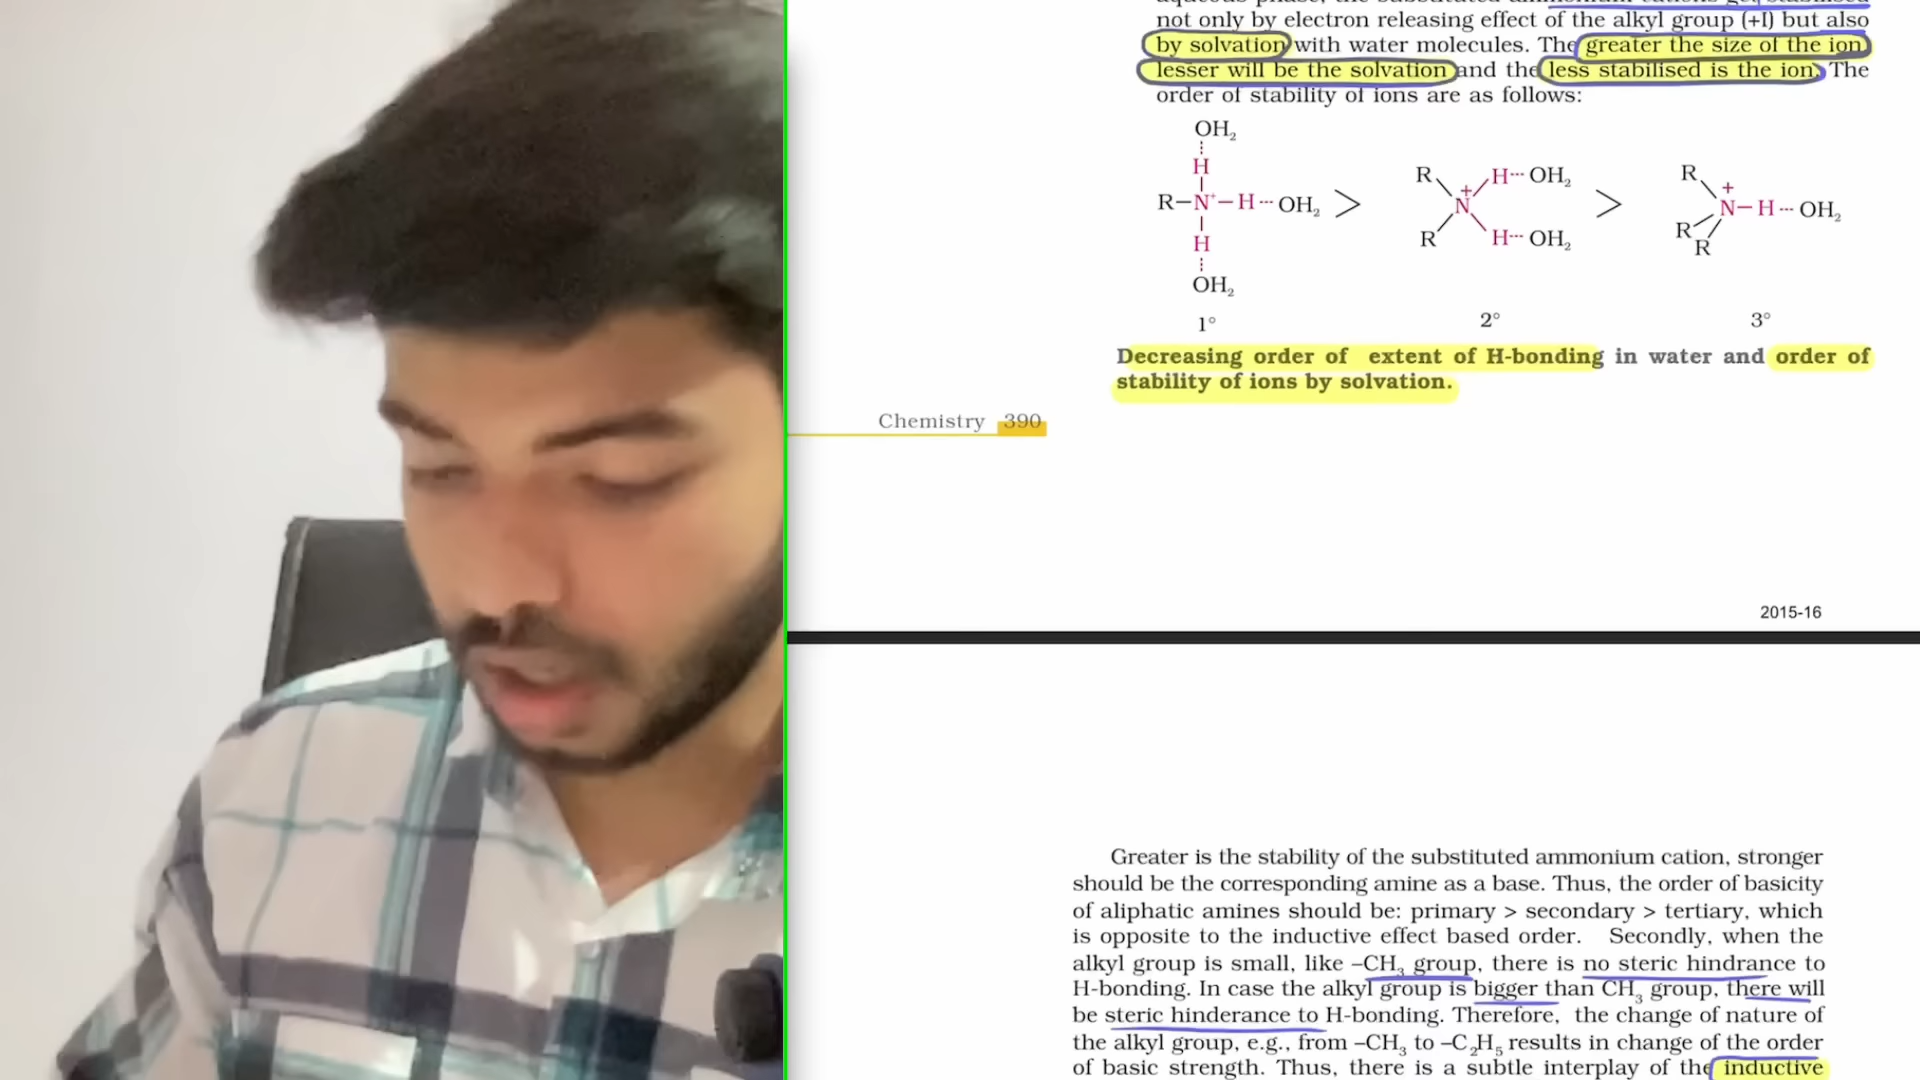 not only by electron releasing effect of the alkyl group (+I) but also
by solvation with water molecules. The greater the size of the ion,
lesser will be the solvation and the less stabilised is the ion. The
order of stability of ions are as follows:
OH₂
H
R–N⁺–H···OH₂ >
H
OH₂
1°
R
R
N⁺
H···OH₂
H···OH₂
>
2°
R
R
R
N⁺–H···OH₂
3°
Decreasing order of extent of H-bonding in water and order of
stability of ions by solvation.
Chemistry 390
2015-16
Greater is the stability of the substituted ammonium cation, stronger
should be the corresponding amine as a base. Thus, the order of basicity
of aliphatic amines should be: primary > secondary > tertiary, which
is opposite to the inductive effect based order. Secondly, when the
alkyl group is small, like –CH₃ group, there is no steric hindrance to
H-bonding. In case the alkyl group is bigger than CH₃ group, there will
be steric hinderance to H-bonding. Therefore, the change of nature of
the alkyl group, e.g., from –CH₃ to –C₂H₅ results in change of the order
of basic strength. Thus, there is a subtle interplay of the inductive